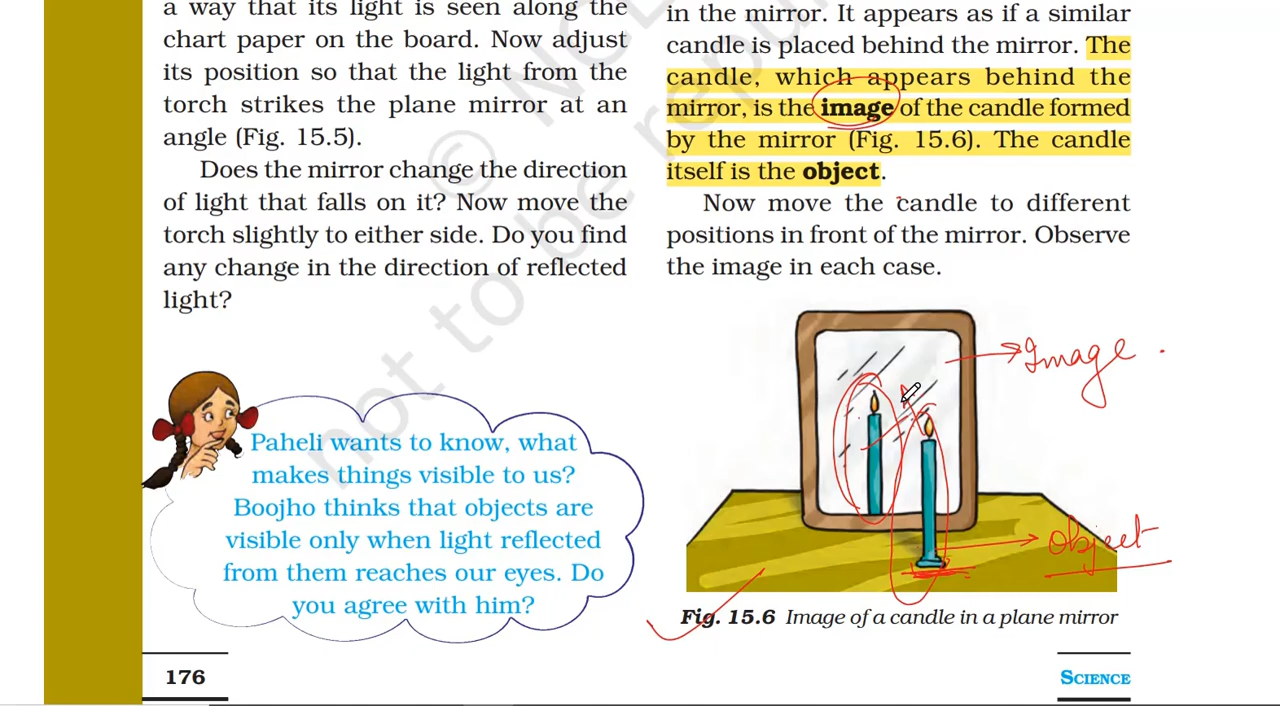 a way that its light is seen along the
chart paper on the board. Now adjust
its position so that the light from the
torch strikes the plane mirror at an
angle (Fig. 15.5).
Does the mirror change the direction
of light that falls on it? Now move the
torch slightly to either side. Do you find
any change in the direction of reflected
light?
Paheli wants to know, what
makes things visible to us?
Boojho thinks that objects are
visible only when light reflected
from them reaches our eyes. Do
you agree with him?
176
in the mirror. It appears as if a similar
candle is placed behind the mirror. The
candle, which appears behind the
mirror, is the image of the candle formed
by the mirror (Fig. 15.6). The candle
itself is the object.
Now move the candle to different
positions in front of the mirror. Observe
the image in each case.
Image
object
Fig. 15.6 Image of a candle in a plane mirror
SCIENCE
not to be